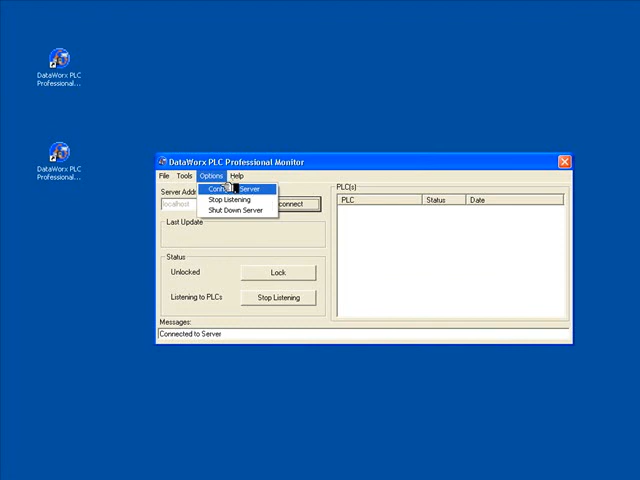 DataWorx PLC
Professional...
DataWorx PLC
Professional...
DataWorx PLC Professional Monitor
File Tools Options Help
Server
Stop Listening
Shut Down Server
Server
localhost
Last Update
Status
Unlocked
Lock
Listening to PLCs
Stop Listening
PLC(s)
PLC Status Date
Messages:
Connected to Server